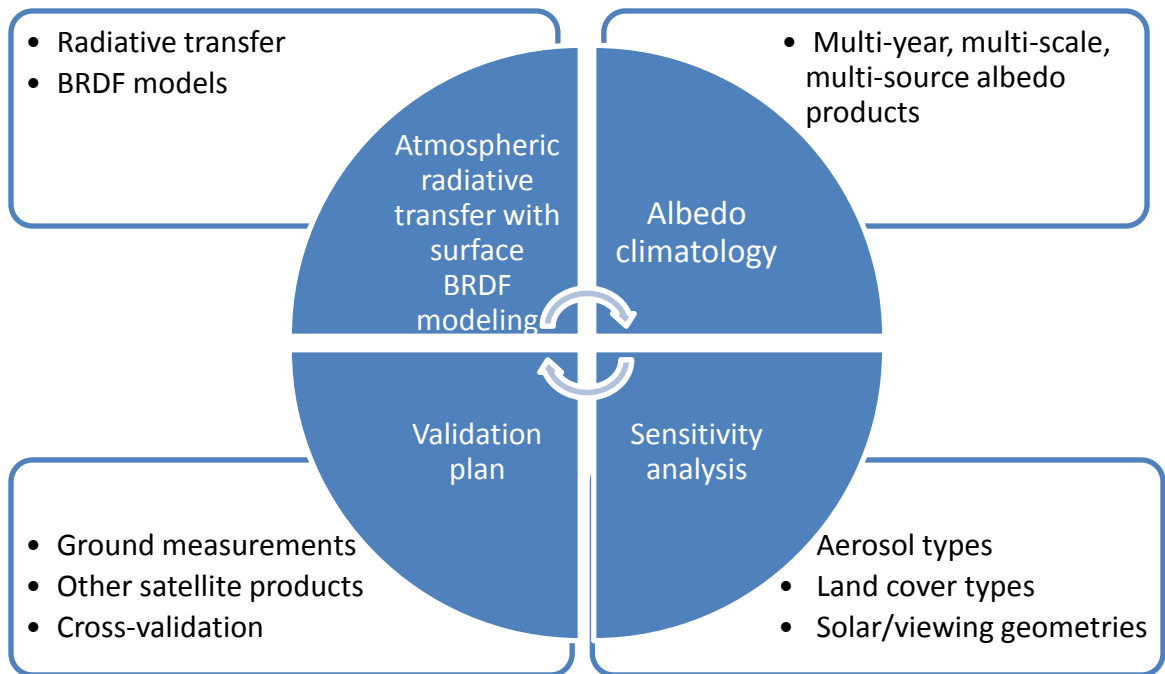 • Radiative transfer
• BRDF models
• Multi-year, multi-scale,
multi-source albedo
products
Atmospheric
radiative
transfer with
surface
BRDF
modeling
Albedo
climatology
Validation
plan
Sensitivity
analysis
• Ground measurements
• Other satellite products
• Cross-validation
Aerosol types
• Land cover types
• Solar/viewing geometries